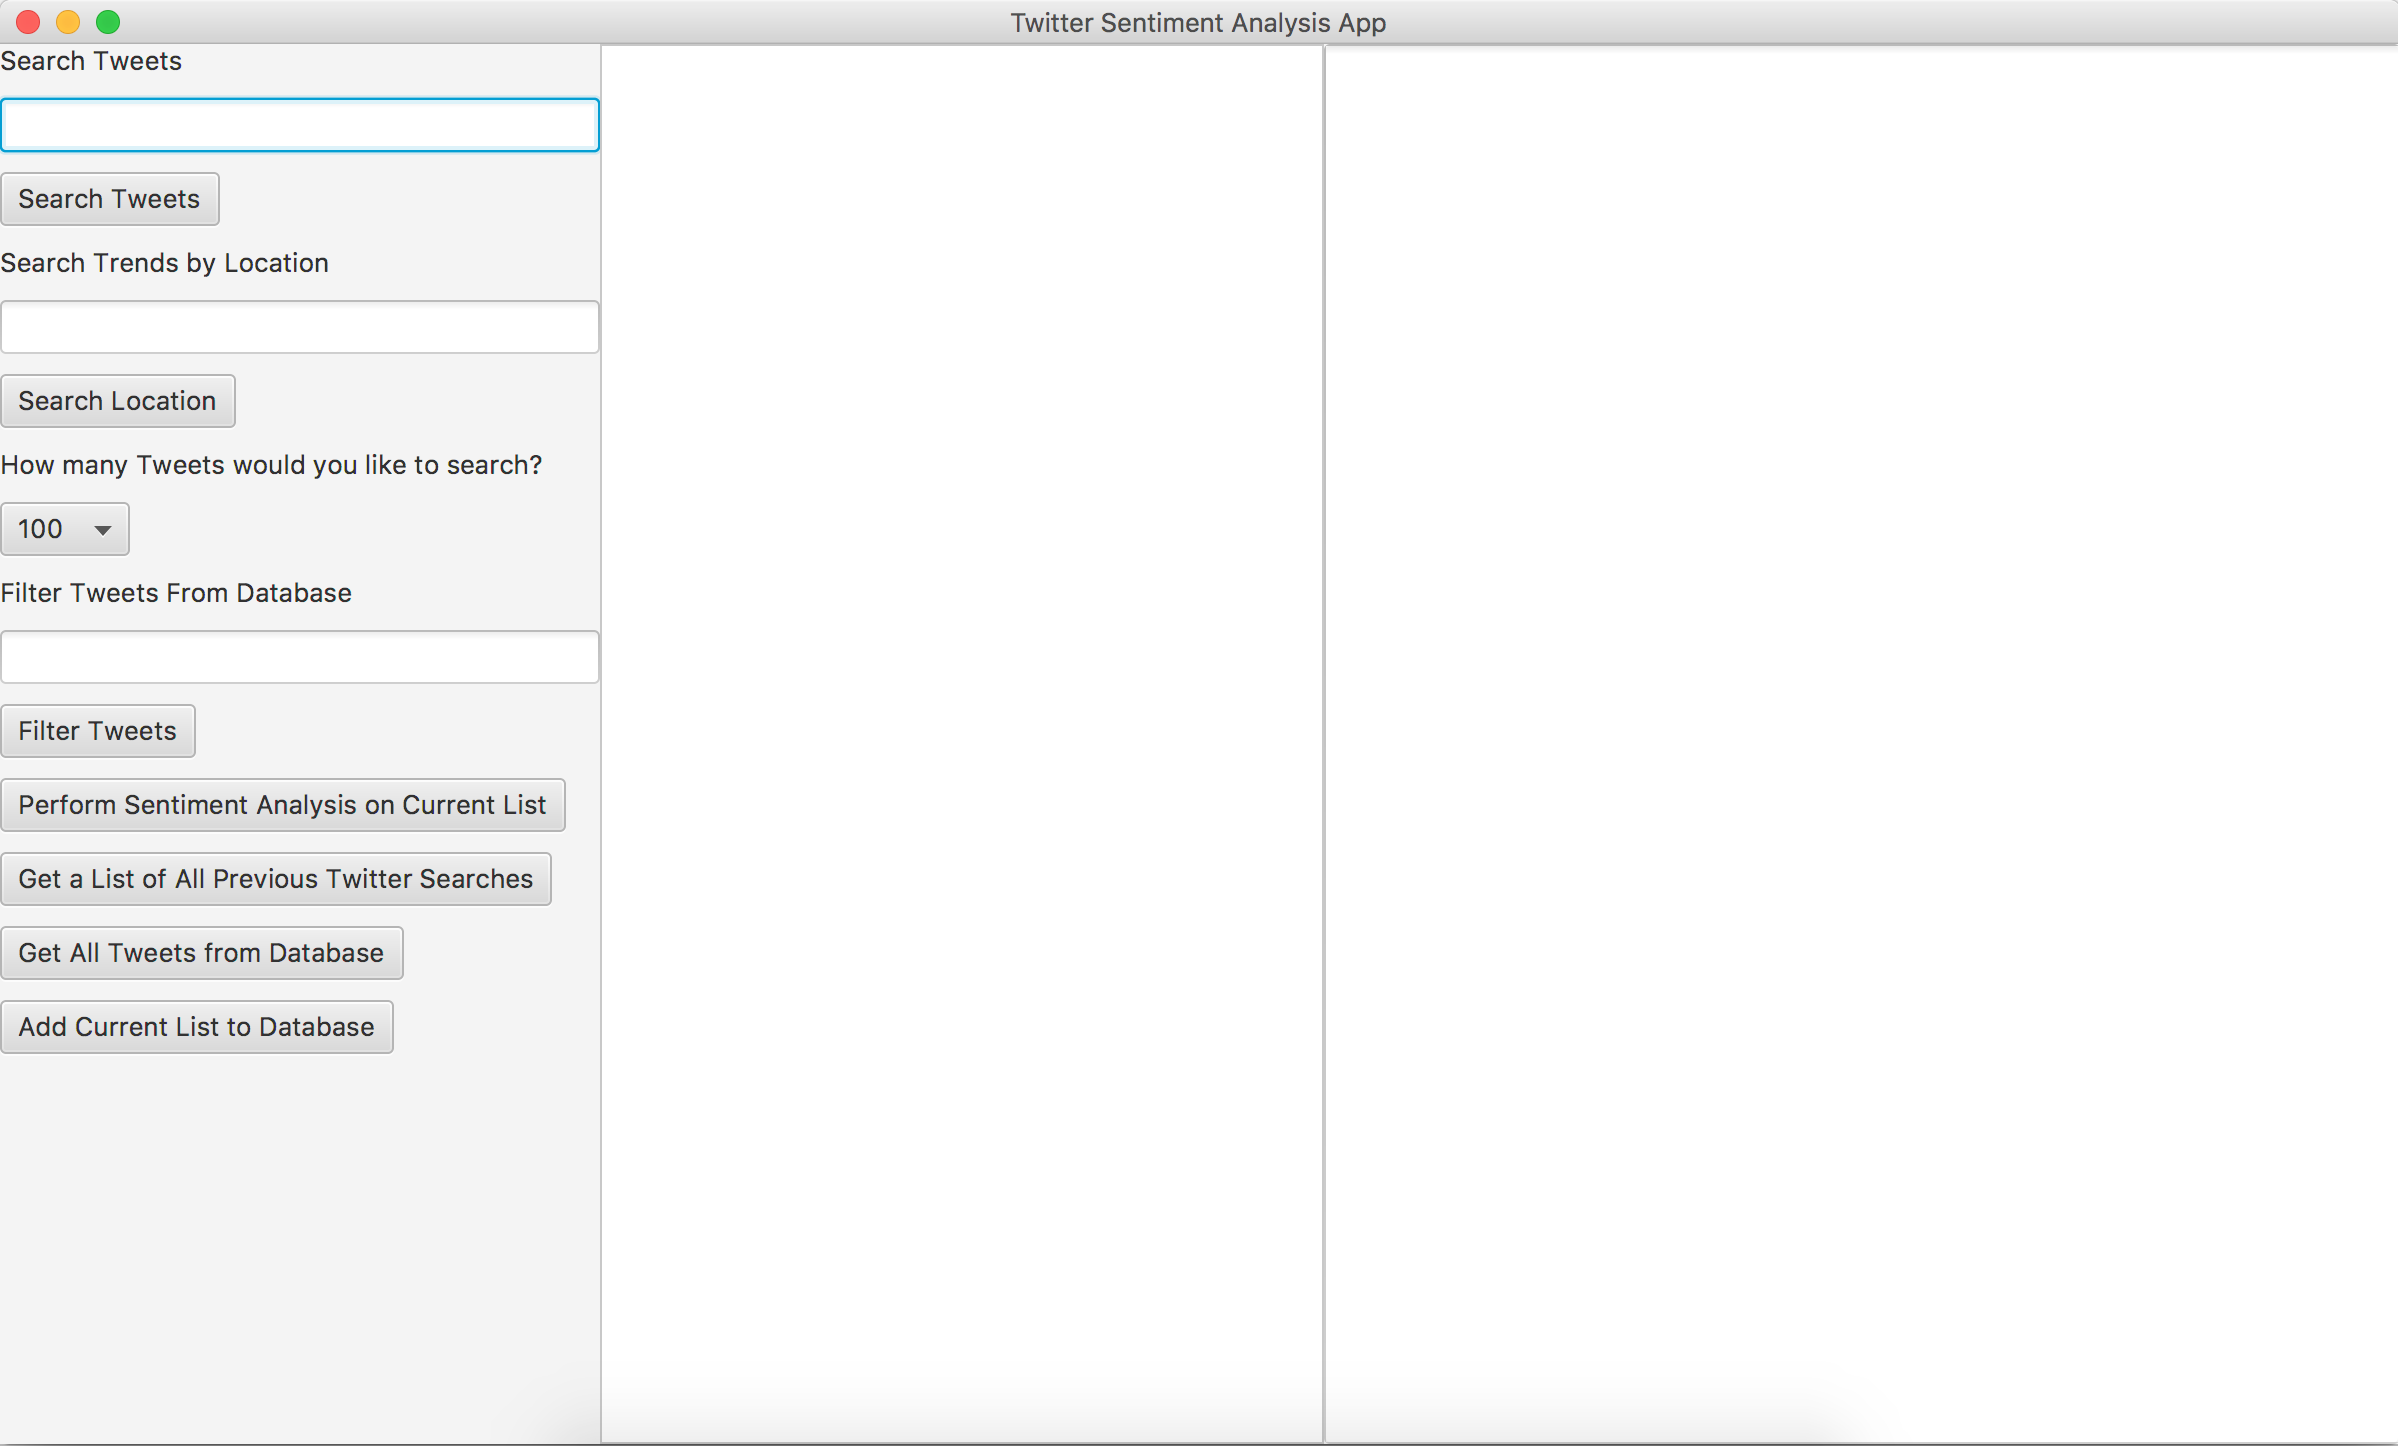 Twitter Sentiment Analysis App
Search Tweets
Search Tweets
Search Trends by Location
Search Location
How many Tweets would you like to search?
100
Filter Tweets From Database
Filter Tweets
Perform Sentiment Analysis on Current List
Get a List of All Previous Twitter Searches
Get All Tweets from Database
Add Current List to Database